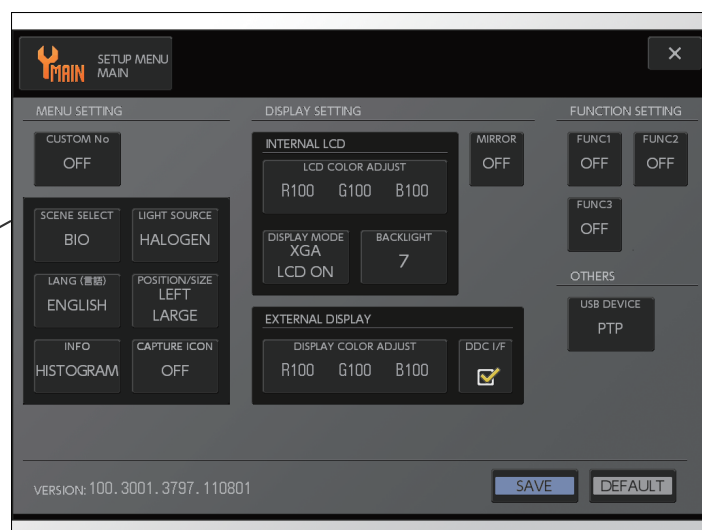 YMAIN
SETUP MENU
MAIN
×
MENU SETTING
CUSTOM No
OFF
SCENE SELECT
BIO
LIGHT SOURCE
HALOGEN
LANG (言語)
ENGLISH
POSITION/SIZE
LEFT
LARGE
INFO
HISTOGRAM
CAPTURE ICON
OFF
DISPLAY SETTING
INTERNAL LCD
LCD COLOR ADJUST
R100 G100 B100
DISPLAY MODE
XGA
LCD ON
BACKLIGHT
7
MIRROR
OFF
EXTERNAL DISPLAY
DISPLAY COLOR ADJUST
R100 G100 B100
DDC I/F
FUNCTION SETTING
FUNC1
OFF
FUNC2
OFF
FUNC3
OFF
OTHERS
USB DEVICE
PTP
VERSION: 100.3001.3797.110801
SAVE
DEFAULT